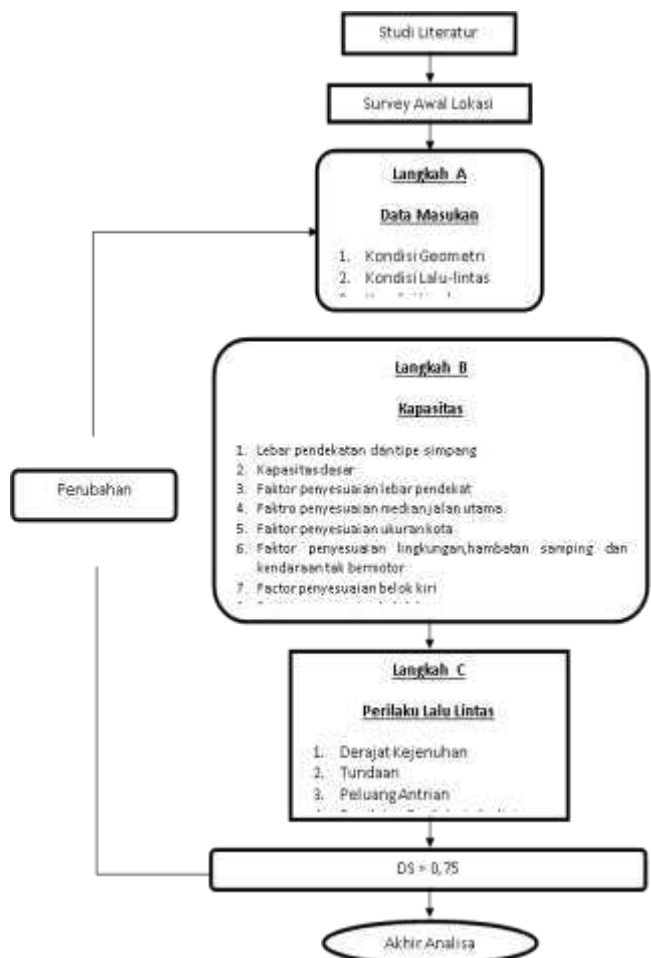 Studi Literatur
Survey Awal Lokasi
Langkah A
Data Masukan
1. Kondisi Geometri
2. Kondisi Lalu-lintas
Langkah B
Kapasitas
1. Lebar pendekatan dan tipe simpang
2. Kapasitas dasar
3. Faktor penyesuaian lebar pendekat
4. Faktro penyesuaian median jalan utama
5. Faktor penyesuaian ukuran kota
6. Faktor penyesuaian lingkungan, hambatan samping dan
kendaraan tak bermotor
7. Factor penyesuaian belok kiri
Perubahan
Langkah C
Perilaku Lalu Lintas
1. Derajat Kejenuhan
2. Tundaan
3. Peluang Antrian
DS = 0,75
Akhir Analisa